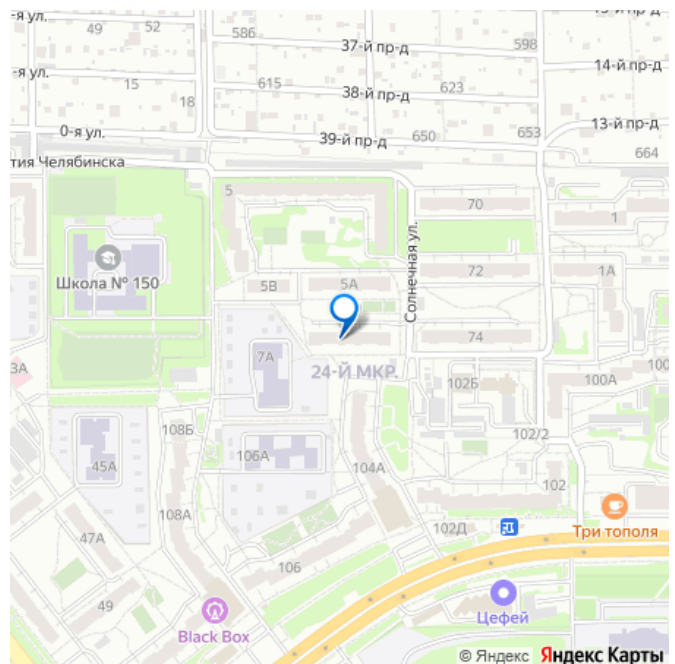 49
52
586
37-й пр-д
598
-я ул.
15
18
615
38-й пр-д
623
14-й пр-д
0-я ул.
39-й пр-д
650
653
13-й пр-д
664
тия Челябинска
5
70
1
Школа № 150
5В
5А
Солнечная ул.
72
1А
74
7А
24-Й МКР.
3А
102Б
100А
108Б
106А
102/2
45А
104А
102
108А
102Д
Три тополя
47А
106
49
Цефей
Black Box
© Яндекс Яндекс Карты